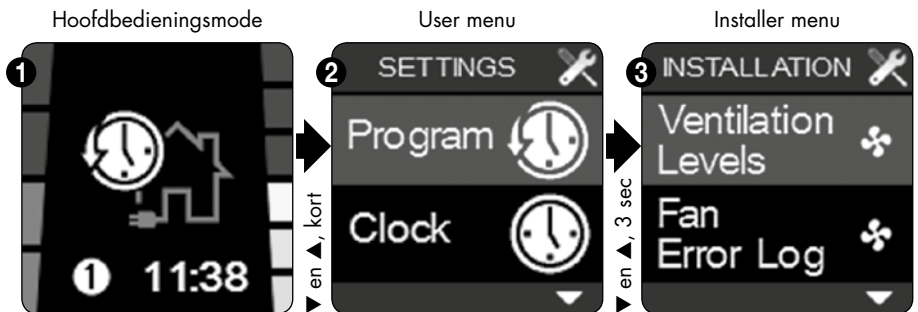 Hoofdbedieningsmode
User menu
Installer menu
1
1 11:38
▼ en ▲, kort
2
SETTINGS
Program
Clock
▼ en ▲, 3 sec
3
INSTALLATION
Ventilation
Levels
Fan
Error Log